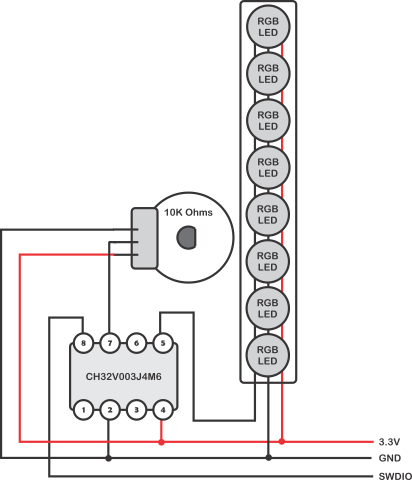 RGB
LED
RGB
LED
RGB
LED
RGB
LED
RGB
LED
RGB
LED
RGB
LED
RGB
LED
10K Ohms
8 7 6 5
CH32V003J4M6
1 2 3 4
3.3V
GND
SWDIO